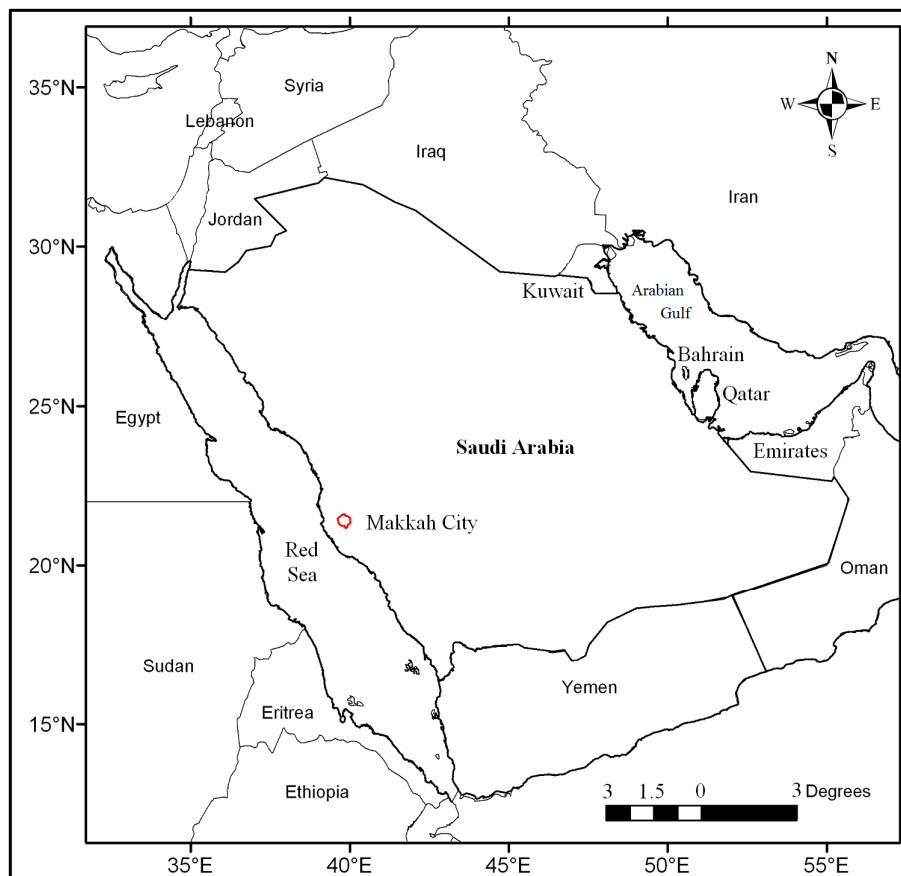 35°N
30°N
25°N
20°N
15°N
35°E
40°E
45°E
50°E
55°E
N
W
E
S
Syria
Lebanon
Iraq
Iran
Jordan
Kuwait
Arabian
Gulf
Bahrain
Qatar
Egypt
Saudi Arabia
Emirates
Makkah City
Red
Sea
Oman
Sudan
Yemen
Eritrea
Ethiopia
3 1.5 0 3 Degrees